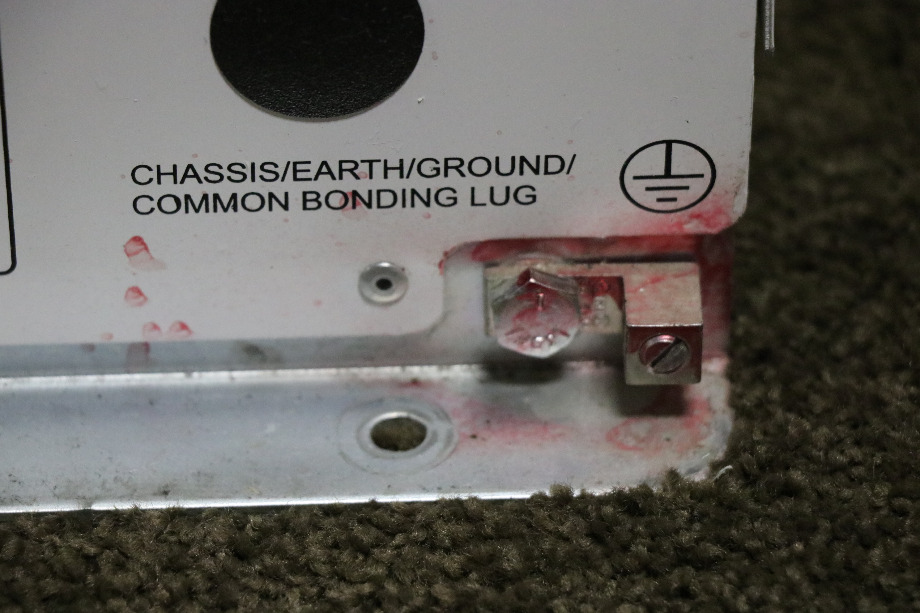 CHASSIS/EARTH/GROUND/
COMMON BONDING LUG